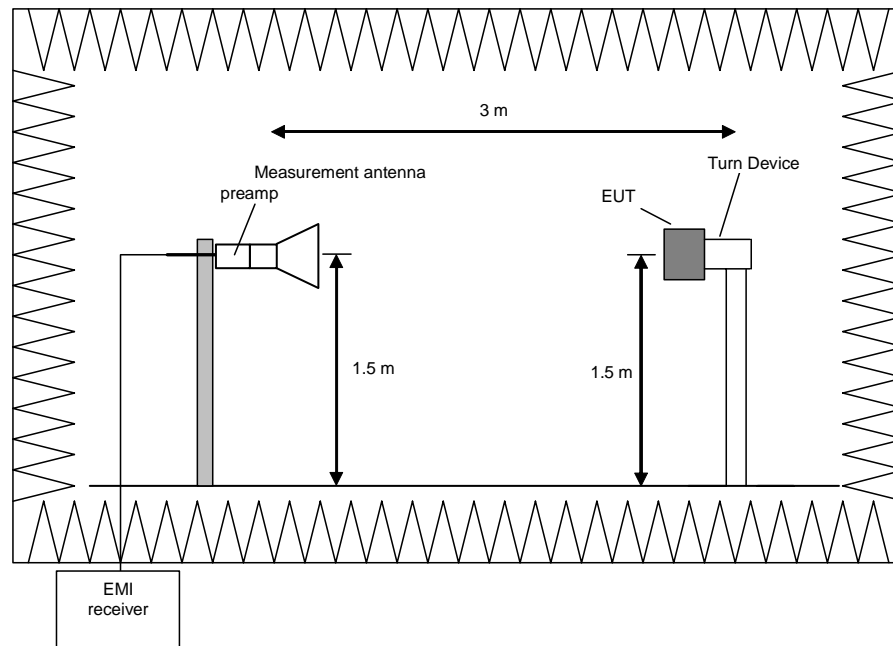 3 m
Measurement antenna
preamp
Turn Device
EUT
1.5 m
1.5 m
EMI
receiver